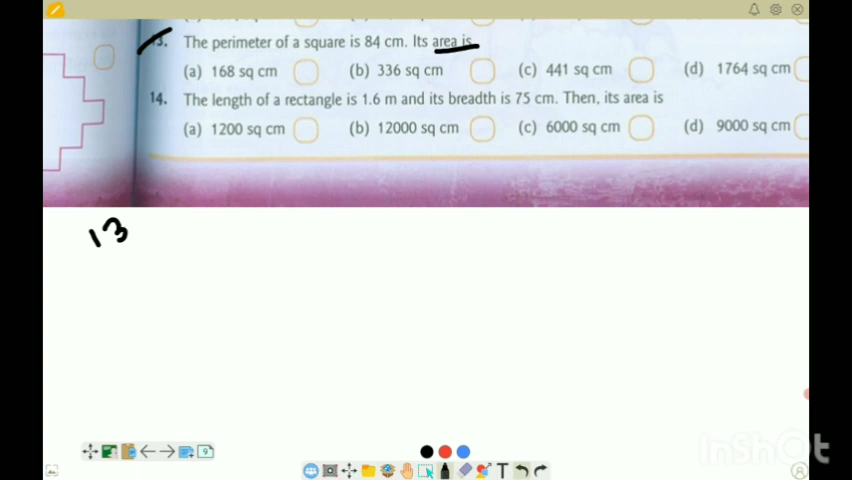 13. The perimeter of a square is 84 cm. Its area is
(a) 168 sq cm (b) 336 sq cm (c) 441 sq cm (d) 1764 sq cm
14. The length of a rectangle is 1.6 m and its breadth is 75 cm. Then, its area is
(a) 1200 sq cm (b) 12000 sq cm (c) 6000 sq cm (d) 9000 sq cm
13
9
T
InShOt